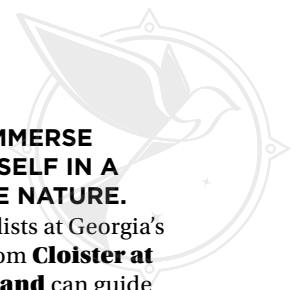 MMERSE
SELF IN A
E NATURE.
lists at Georgia's
om Cloister at
and can guide